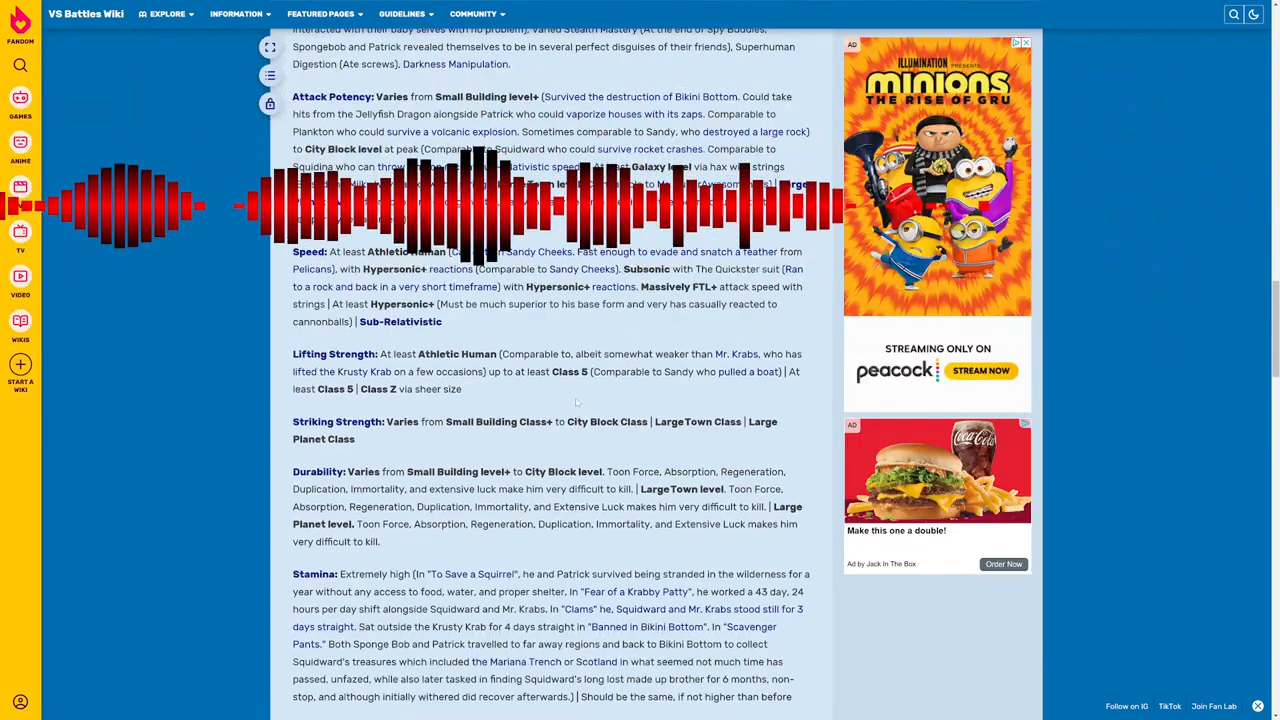 VS Battles Wiki
EXPLORE
INFORMATION
FEATURED PAGES
GUIDELINES
COMMUNITY
FANDOM
GAMES
ANIME
TV
VIDEO
WIKIS
START A
WIKI
interacted with their baby selves with no problem), Varied Stealth Mastery (At the end of Spy Buddies,
Spongebob and Patrick revealed themselves to be in several perfect disguises of their friends), Superhuman
Digestion (Ate screws), Darkness Manipulation.
Attack Potency: Varies from Small Building level+ (Survived the destruction of Bikini Bottom. Could take
hits from the Jellyfish Dragon alongside Patrick who could vaporize houses with its zaps. Comparable to
Plankton who could survive a volcanic explosion. Sometimes comparable to Sandy, who destroyed a large rock)
to City Block level at peak (Comparable to Squidward who could survive rocket crashes. Comparable to
Squidina who can throw
Galaxy level via hax with strings
Speed: At least Athletic Human
Sandy Cheeks. Fast enough to evade and snatch a feather from
Pelicans), with Hypersonic+ reactions (Comparable to Sandy Cheeks). Subsonic with The Quickster suit (Ran
to a rock and back in a very short timeframe) with Hypersonic+ reactions. Massively FTL+ attack speed with
strings | At least Hypersonic+ (Must be much superior to his base form and very has casually reacted to
cannonballs) | Sub-Relativistic
Lifting Strength: At least Athletic Human (Comparable to, albeit somewhat weaker than Mr. Krabs, who has
lifted the Krusty Krab on a few occasions) up to at least Class 5 (Comparable to Sandy who pulled a boat) | At
least Class 5 | Class Z via sheer size
Striking Strength: Varies from Small Building Class+ to City Block Class | Large Town Class | Large
Planet Class
Durability: Varies from Small Building level+ to City Block level. Toon Force, Absorption, Regeneration,
Duplication, Immortality, and extensive luck make him very difficult to kill. | Large Town level. Toon Force,
Absorption, Regeneration, Duplication, Immortality, and Extensive Luck makes him very difficult to kill. | Large
Planet level. Toon Force, Absorption, Regeneration, Duplication, Immortality, and Extensive Luck makes him
very difficult to kill.
Stamina: Extremely high (In "To Save a Squirrel", he and Patrick survived being stranded in the wilderness for a
year without any access to food, water, and proper shelter. In "Fear of a Krabby Patty", he worked a 43 day, 24
hours per day shift alongside Squidward and Mr. Krabs. In "Clams" he, Squidward and Mr. Krabs stood still for 3
days straight. Sat outside the Krusty Krab for 4 days straight in "Banned in Bikini Bottom". In "Scavenger
Pants." Both Sponge Bob and Patrick travelled to far away regions and back to Bikini Bottom to collect
Squidward's treasures which included the Mariana Trench or Scotland in what seemed not much time has
passed, unfazed, while also later tasked in finding Squidward's long lost made up brother for 6 months, non-
stop, and although initially withered did recover afterwards.) | Should be the same, if not higher than before
AD
ILLUMINATION PRESENTS
MINIONS
THE RISE OF GRU
STREAMING ONLY ON
peacock
STREAM NOW
AD
Coca-Cola
Make this one a double!
Ad by Jack In The Box
Order Now
Follow on IG
TikTok
Join Fan Lab